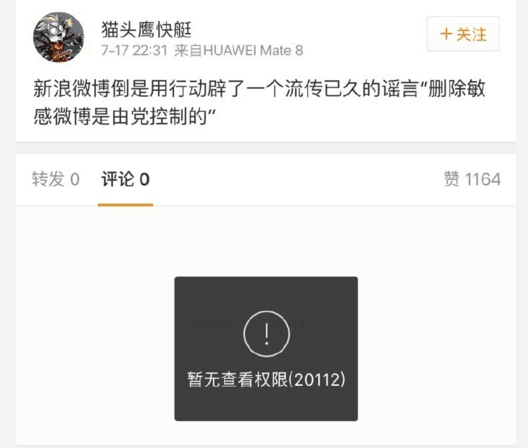 猫头鹰快艇
+关注
7-17 22:31 来自HUAWEI Mate 8
新浪微博倒是用行动辟了一个流传已久的谣言“删除敏
感微博是由党控制的”
转发 0 评论 0 赞 1164
暂无查看权限(20112)